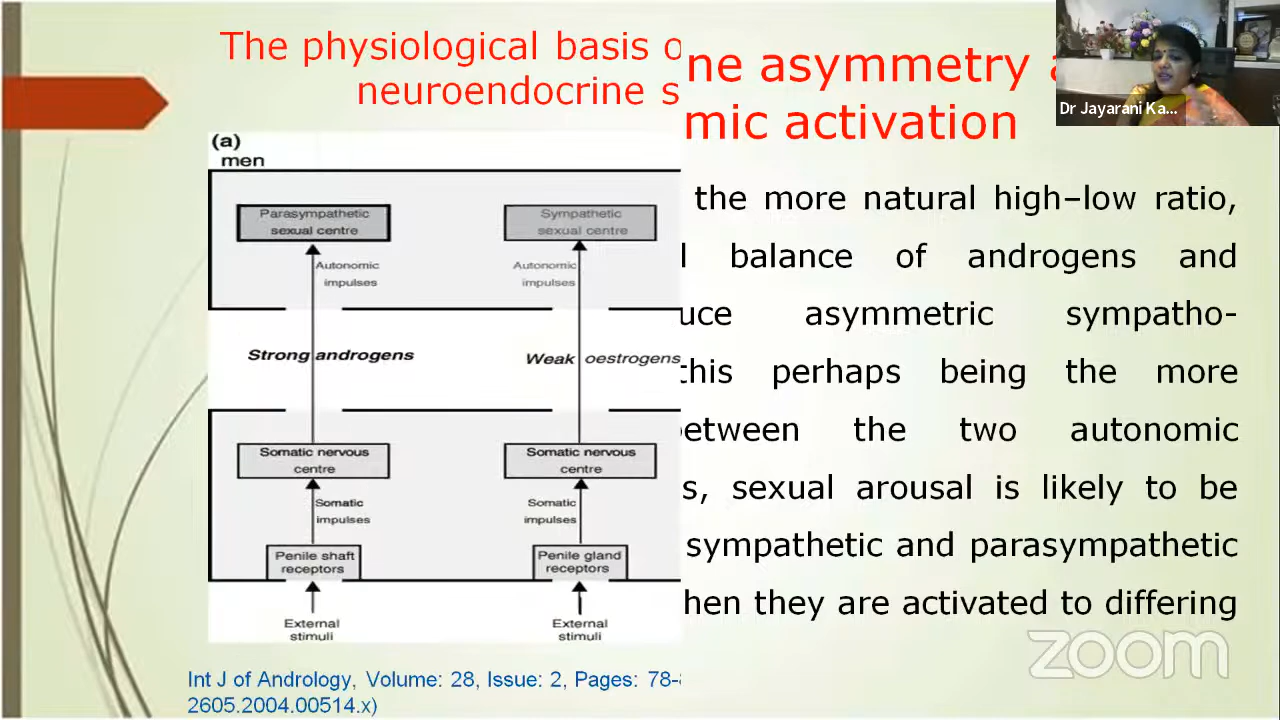 The physiological basis o
neuroendocrine s
ne asymmetry a
mic activation
Dr Jayarani Ka...
(a)
men
Parasympathetic
sexual centre
Sympathetic
sexual centre
Autonomic
impulses
Autonomic
impulses
Strong androgens
Weak oestrogens
Somatic nervous
centre
Somatic nervous
centre
Somatic
impulses
Somatic
impulses
Penile shaft
receptors
Penile gland
receptors
External
stimuli
External
stimuli
the more natural high–low ratio,
l balance of androgens and
uce asymmetric sympatho-
this perhaps being the more
between the two autonomic
s, sexual arousal is likely to be
sympathetic and parasympathetic
hen they are activated to differing
Int J of Andrology, Volume: 28, Issue: 2, Pages: 78-
2605.2004.00514.x)
zoom